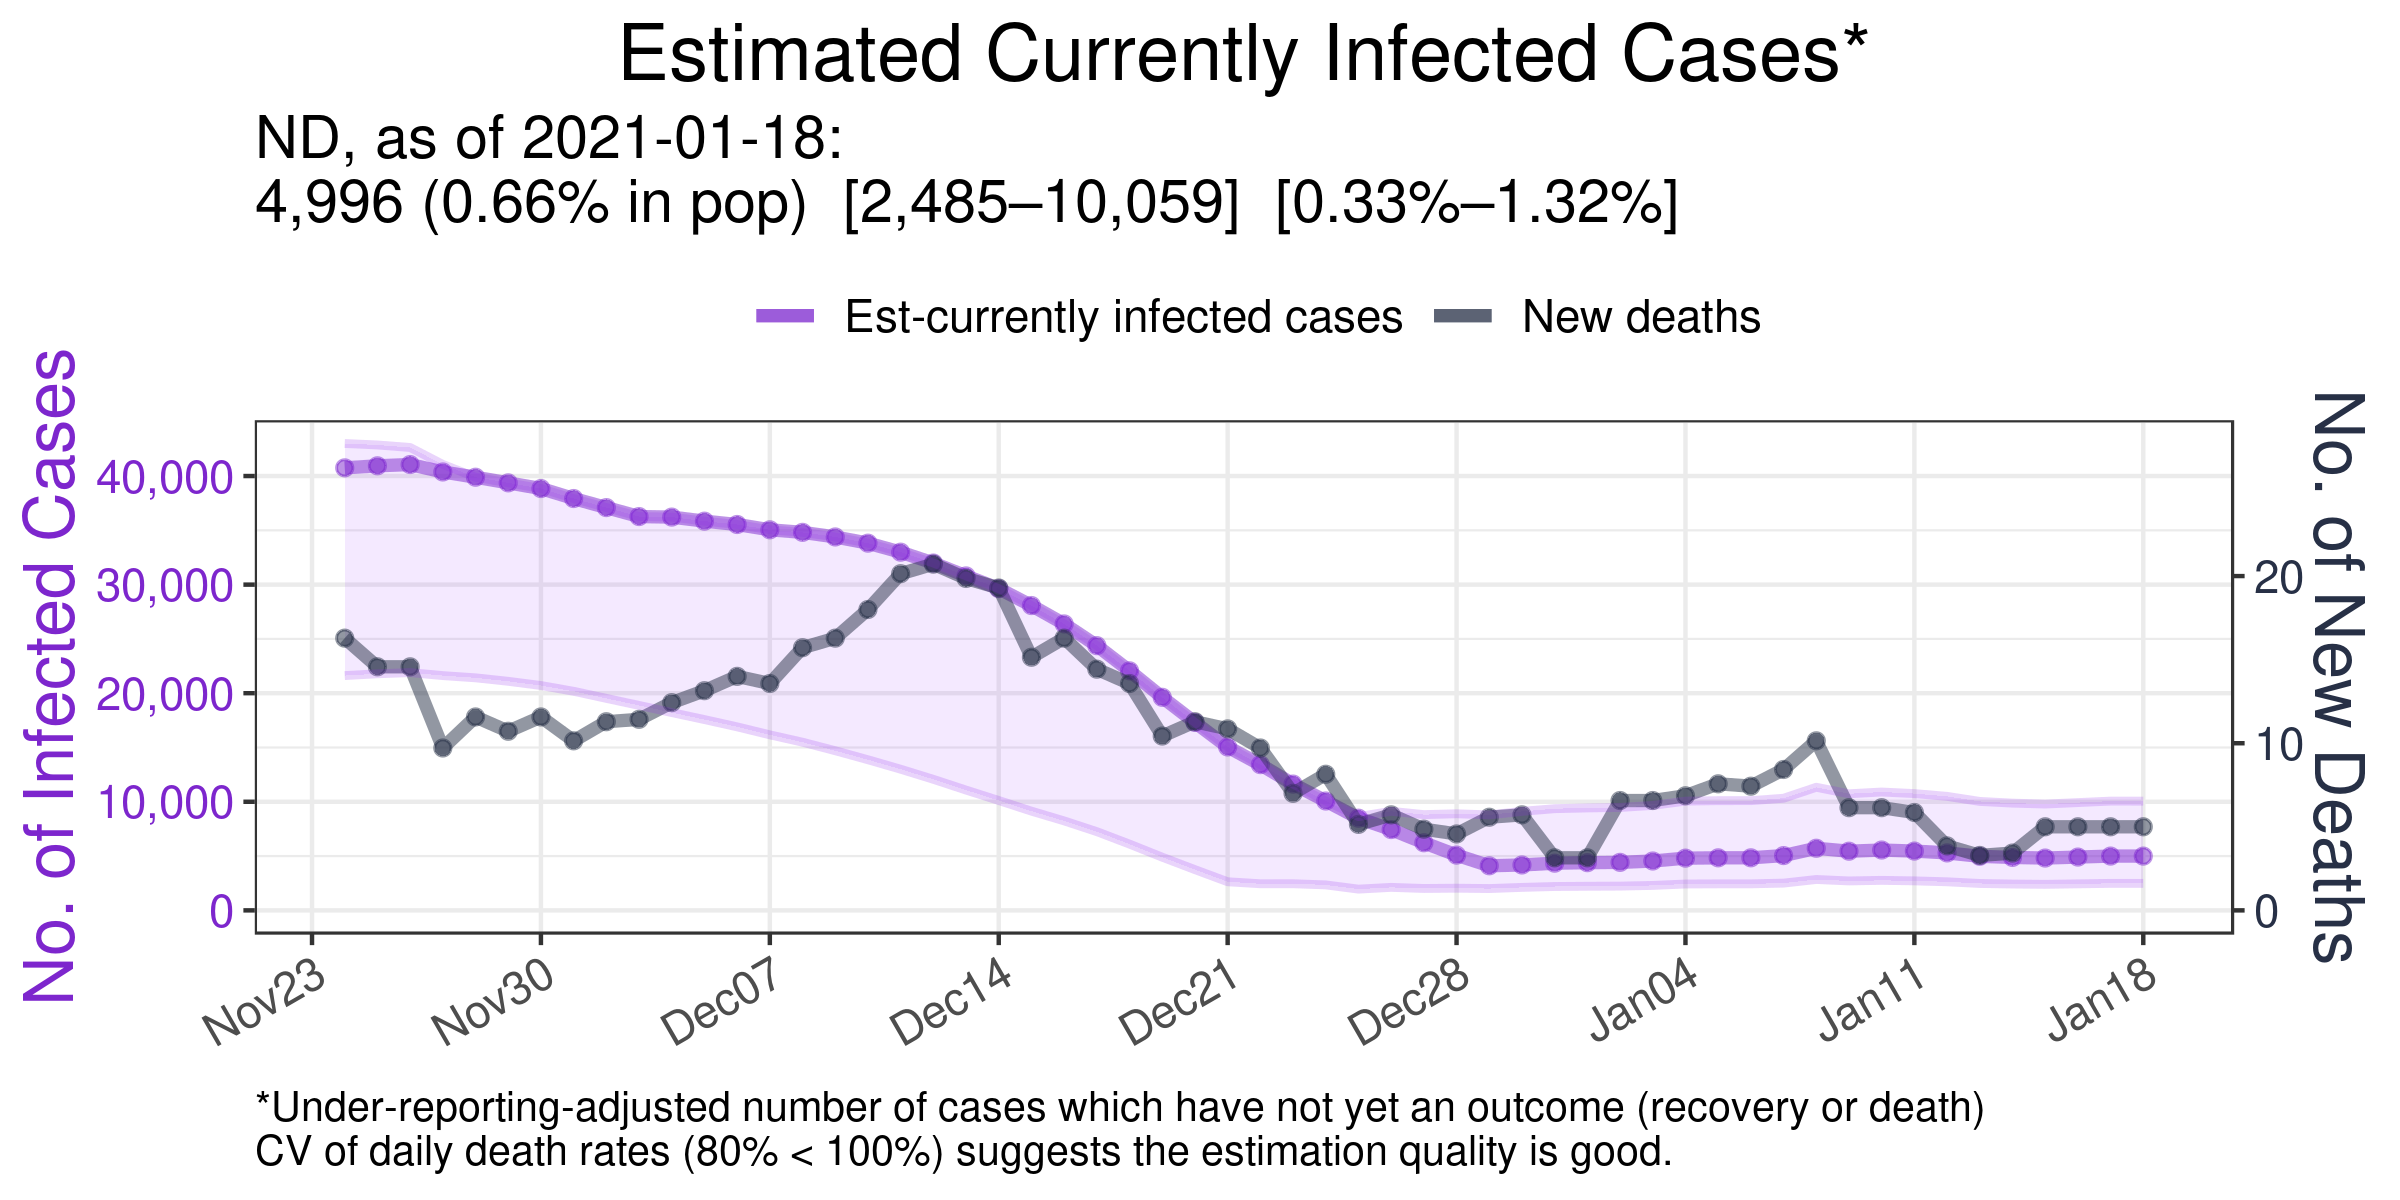 Estimated Currently Infected Cases*
ND, as of 2021-01-18:
4,996 (0.66% in pop)  [2,485–10,059]  [0.33%–1.32%]
Est-currently infected cases
New deaths
No. of Infected Cases
40,000
30,000
20,000
10,000
0
No. of New Deaths
20
10
0
Nov23
Nov30
Dec07
Dec14
Dec21
Dec28
Jan04
Jan11
Jan18
*Under-reporting-adjusted number of cases which have not yet an outcome (recovery or death)
CV of daily death rates (80% < 100%) suggests the estimation quality is good.